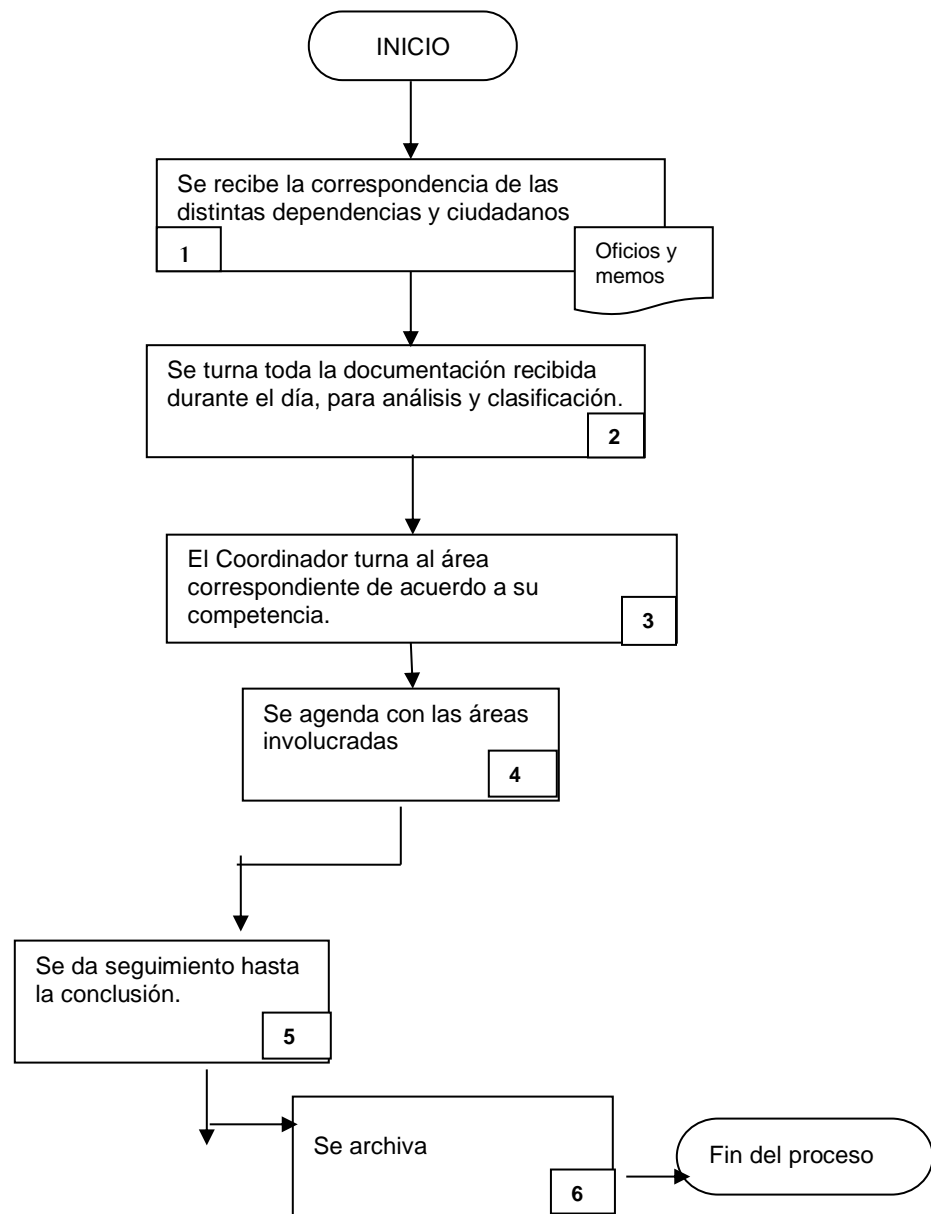 INICIO
Se recibe la correspondencia de las
distintas dependencias y ciudadanos
1
Oficios y
memos
Se turna toda la documentación recibida
durante el día, para análisis y clasificación.
2
El Coordinador turna al área
correspondiente de acuerdo a su
competencia.
3
Se agenda con las áreas
involucradas
4
Se da seguimiento hasta
la conclusión.
5
Se archiva
6
Fin del proceso